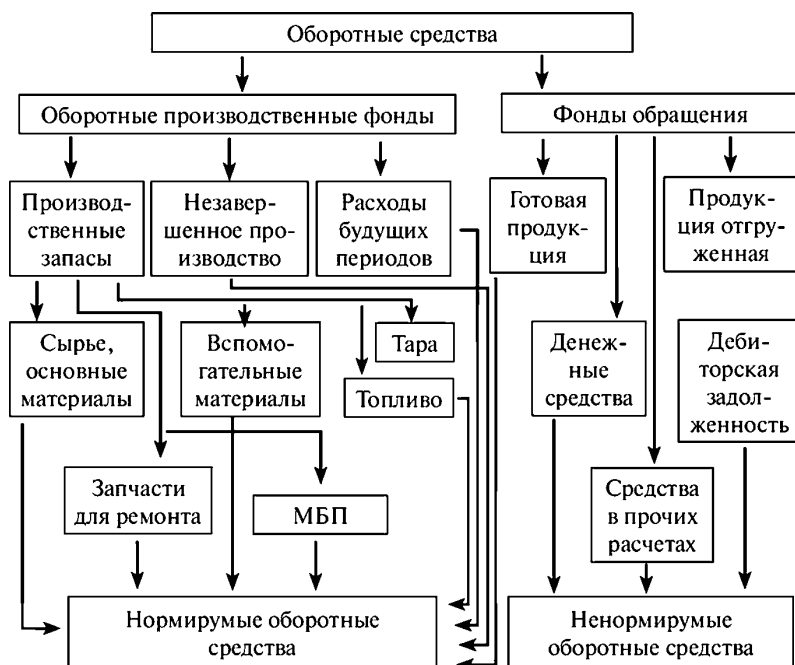 Оборотные средства
Оборотные производственные фонды
Фонды обращения
Производ-
ственные
запасы
Незавер-
шенное про-
изводство
Расходы
будущих
периодов
Готовая
продук-
ция
Продук-
ция отгру-
женная
Сырье,
основные
материалы
Вспомо-
гательные
материалы
Тара
Топливо
Денеж-
ные
средства
Деби-
торская
задол-
женность
Запчасти
для ремонта
МБП
Средства
в прочих
расчетах
Нормирумые оборотные
средства
Ненормирумые
оборотные средства